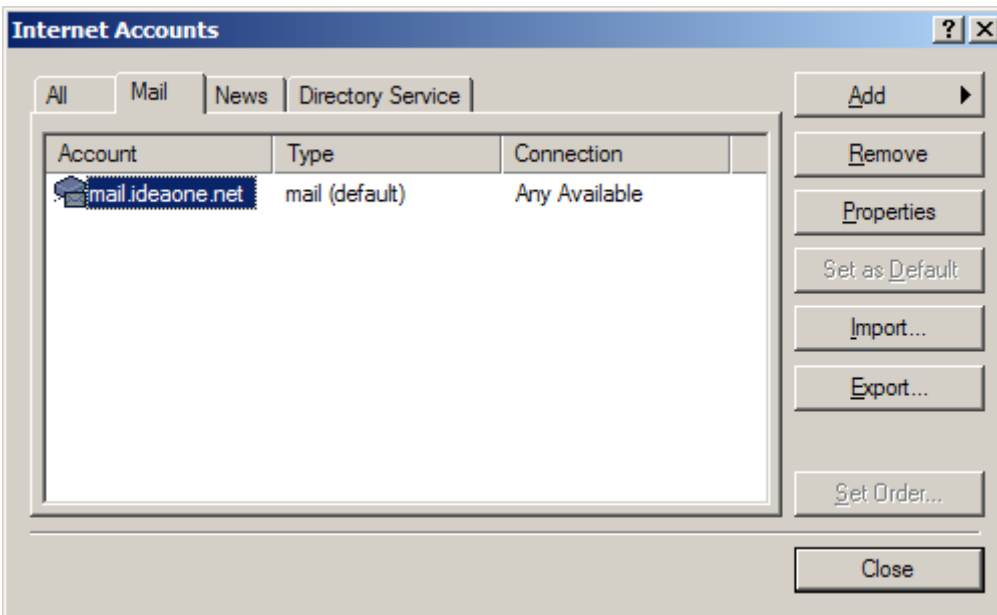 Internet Accounts
All Mail News Directory Service
Account Type Connection
mail.ideaone.net mail (default) Any Available
Add
Remove
Properties
Set as Default
Import...
Export...
Set Order...
Close